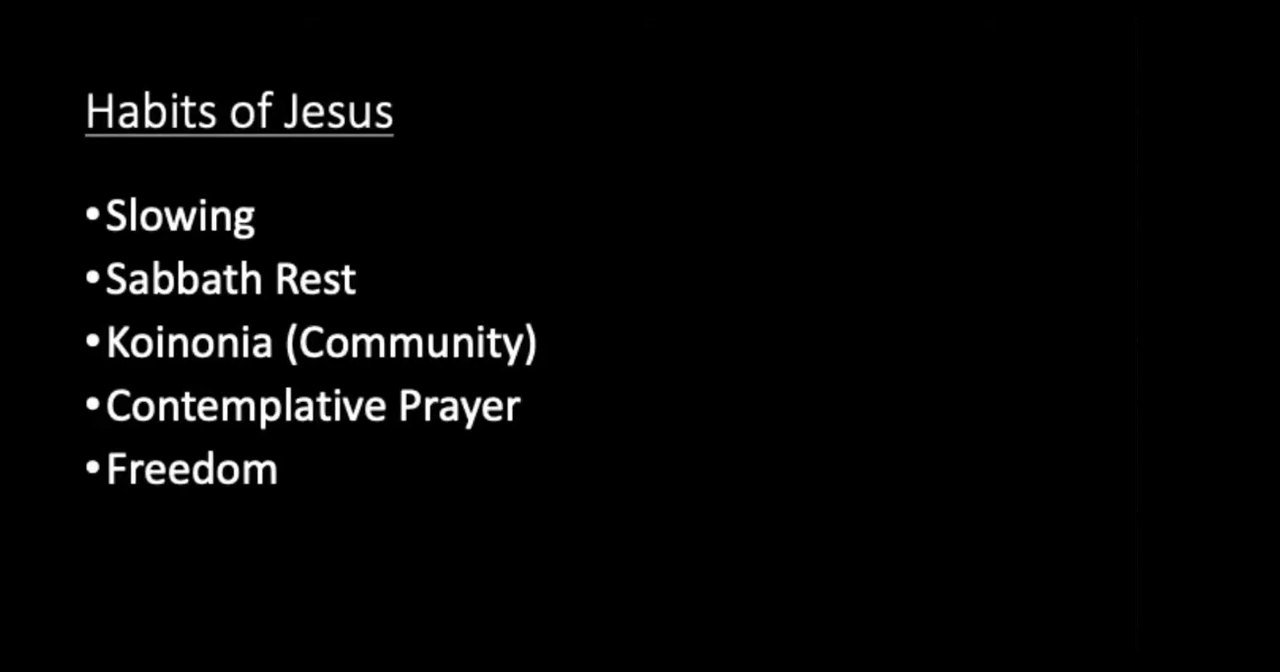 Habits of Jesus
•Slowing
•Sabbath Rest
•Koinonia (Community)
•Contemplative Prayer
•Freedom